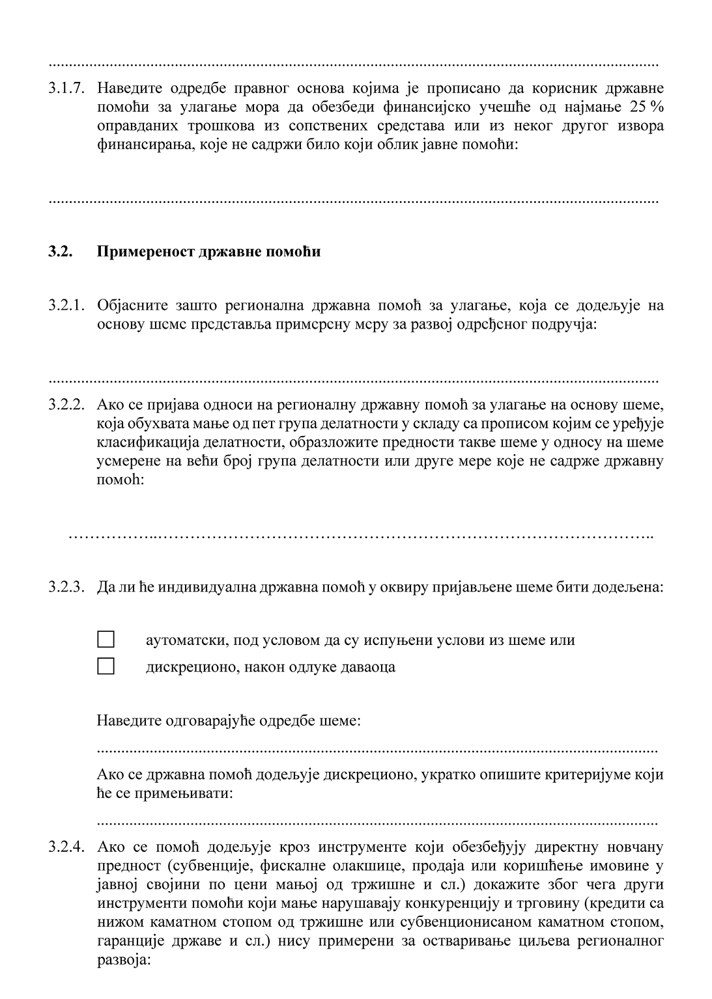 ........................................................................................................................................................
3.1.7. Наведите одредбе правног основа којима је прописано да корисник државне
помоћи за улагање мора да обезбеди финансијско учешће од најмање 25 %
оправданих трошкова из сопствених средстава или из неког другог извора
финансирања, које не садржи било који облик јавне помоћи:
........................................................................................................................................................
3.2. Примереност државне помоћи
3.2.1. Објасните зашто регионална државна помоћ за улагање, која се додељује на
основу шеме представља примерену меру за развој одређеног подручја:
........................................................................................................................................................
3.2.2. Ако се пријава односи на регионалну државну помоћ за улагање на основу шеме,
која обухвата мање од пет група делатности у складу са прописом којим се уређује
класификација делатности, образложите предности такве шеме у односу на шеме
усмерене на већи број група делатности или друге мере које не садрже државну
помоћ:
……………..…………………………………………………………………………..
3.2.3. Да ли ће индивидуална државна помоћ у оквиру пријављене шеме бити додељена:
☐ аутоматски, под условом да су испуњени услови из шеме или
☐ дискреционо, након одлуке даваоца
Наведите одговарајуће одредбе шеме:
............................................................................................................................................
Ако се државна помоћ додељује дискреционо, укратко опишите критеријуме који
ће се примењивати:
............................................................................................................................................
3.2.4. Ако се помоћ додељује кроз инструменте који обезбеђују директну новчану
предност (субвенције, фискалне олакшице, продаја или коришћење имовине у
јавној својини по цени мањој од тржишне и сл.) докажите због чега други
инструменти помоћи који мање нарушавају конкуренцију и трговину (кредити са
нижом каматном стопом од тржишне или субвенционисаном каматном стопом,
гаранције државе и сл.) нису примерени за остваривање циљева регионалног
развоја: